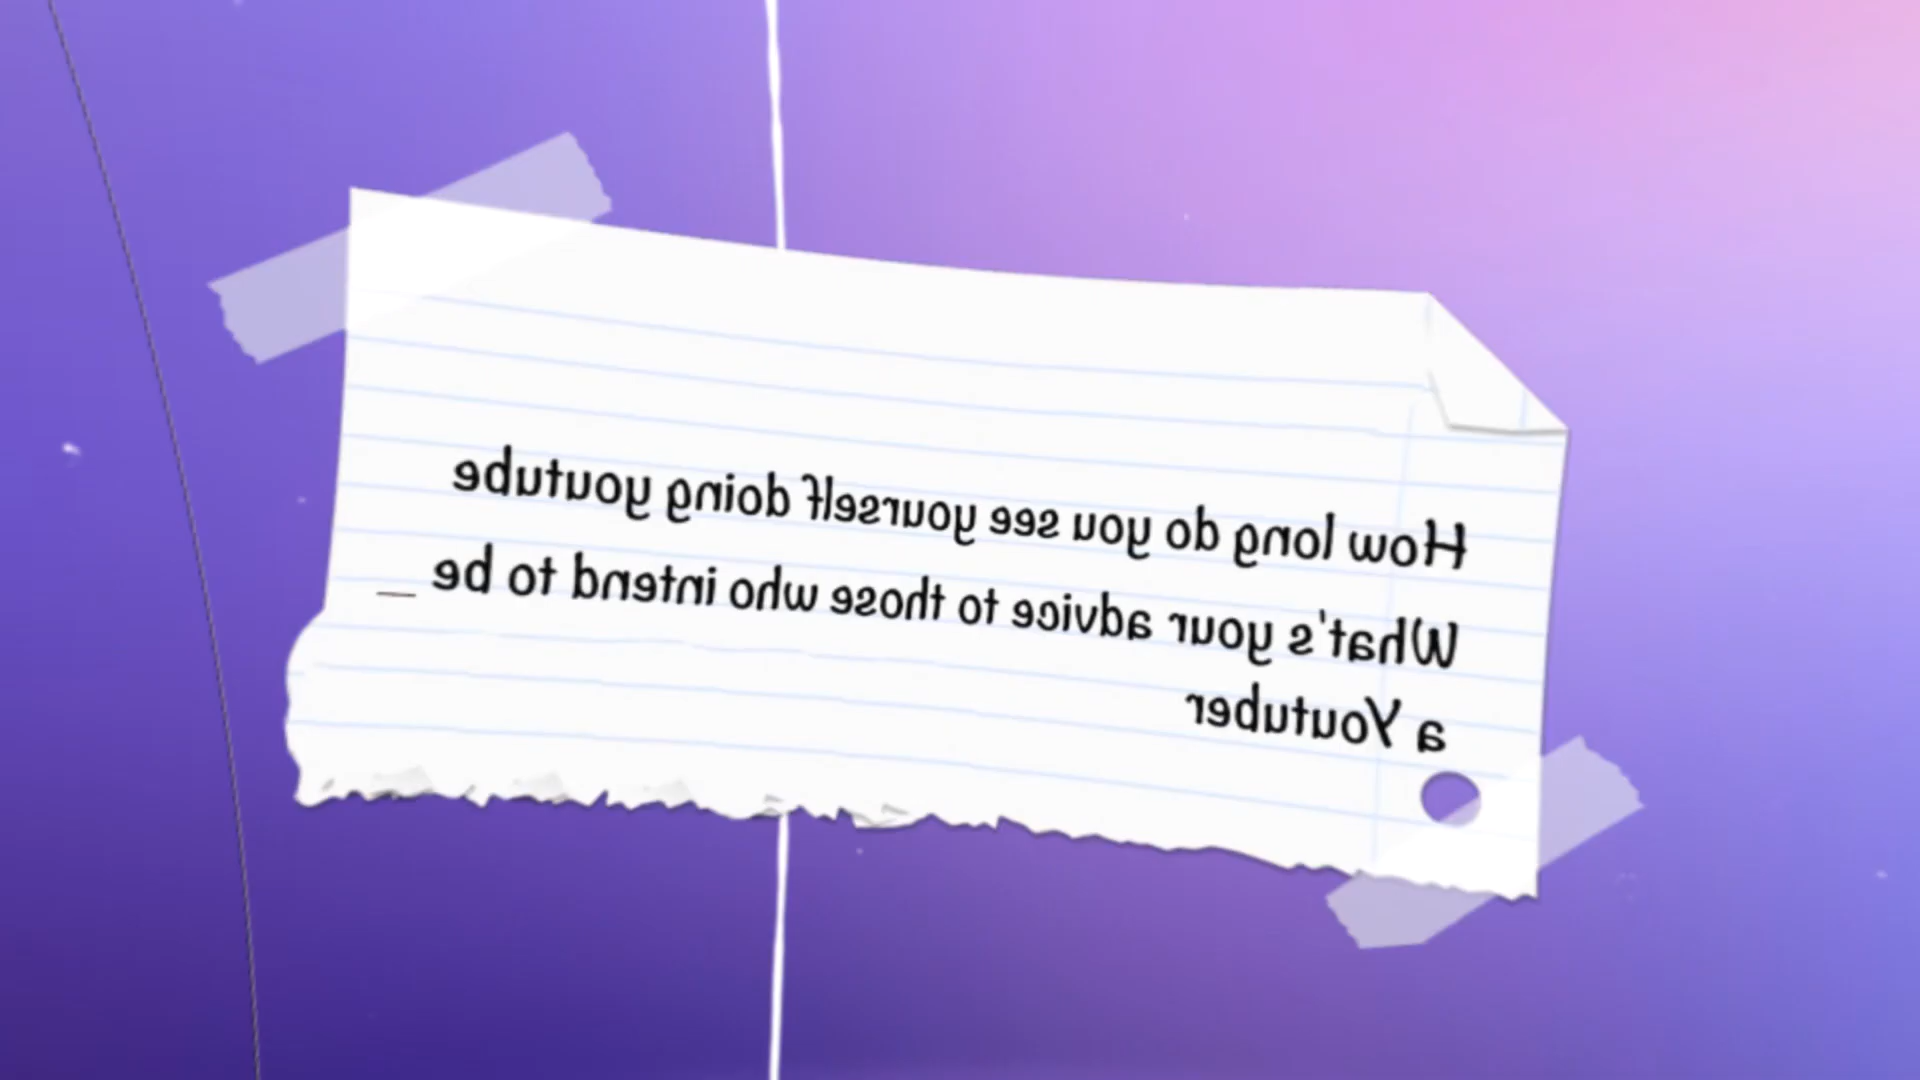 How long do you see yourself doing youtube
What's your advice to those who intend to be _
a Youtuber